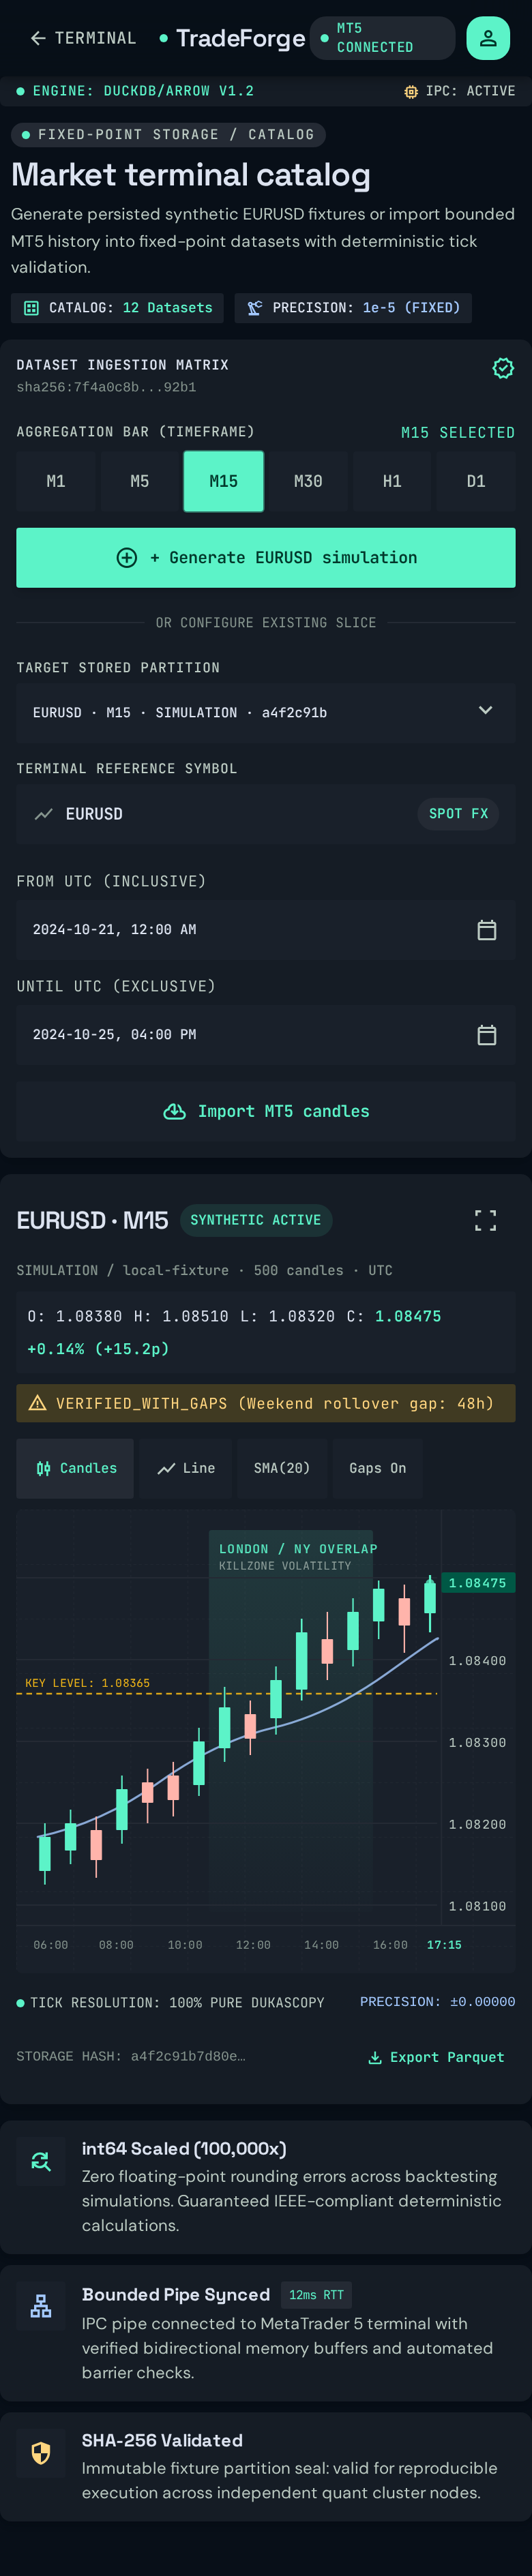 TERMINAL
TradeForge
MT5
CONNECTED
ENGINE: DUCKDB/ARROW V1.2
IPC: ACTIVE
FIXED-POINT STORAGE / CATALOG
Market terminal catalog
Generate persisted synthetic EURUSD fixtures or import bounded
MT5 history into fixed-point datasets with deterministic tick
validation.
CATALOG: 12 Datasets
PRECISION: 1e-5 (FIXED)
DATASET INGESTION MATRIX
sha256:7f4a0c8b...92b1
AGGREGATION BAR (TIMEFRAME)
M15 SELECTED
M1 M5 M15 M30 H1 D1
+ Generate EURUSD simulation
OR CONFIGURE EXISTING SLICE
TARGET STORED PARTITION
EURUSD · M15 · SIMULATION · a4f2c91b
TERMINAL REFERENCE SYMBOL
EURUSD
SPOT FX
FROM UTC (INCLUSIVE)
2024-10-21, 12:00 AM
UNTIL UTC (EXCLUSIVE)
2024-10-25, 04:00 PM
Import MT5 candles
EURUSD · M15
SYNTHETIC ACTIVE
SIMULATION / local-fixture · 500 candles · UTC
O: 1.08380 H: 1.08510 L: 1.08320 C: 1.08475
+0.14% (+15.2p)
VERIFIED_WITH_GAPS (Weekend rollover gap: 48h)
Candles
Line
SMA(20)
Gaps On
LONDON / NY OVERLAP
KILLZONE VOLATILITY
1.08475
1.08400
KEY LEVEL: 1.08365
1.08300
1.08200
1.08100
06:00 08:00 10:00 12:00 14:00 16:00 17:15
TICK RESOLUTION: 100% PURE DUKASCOPY
PRECISION: ±0.00000
STORAGE HASH: a4f2c91b7d80e…
Export Parquet
int64 Scaled (100,000x)
Zero floating-point rounding errors across backtesting
simulations. Guaranteed IEEE-compliant deterministic
calculations.
Bounded Pipe Synced
12ms RTT
IPC pipe connected to MetaTrader 5 terminal with
verified bidirectional memory buffers and automated
barrier checks.
SHA-256 Validated
Immutable fixture partition seal: valid for reproducible
execution across independent quant cluster nodes.